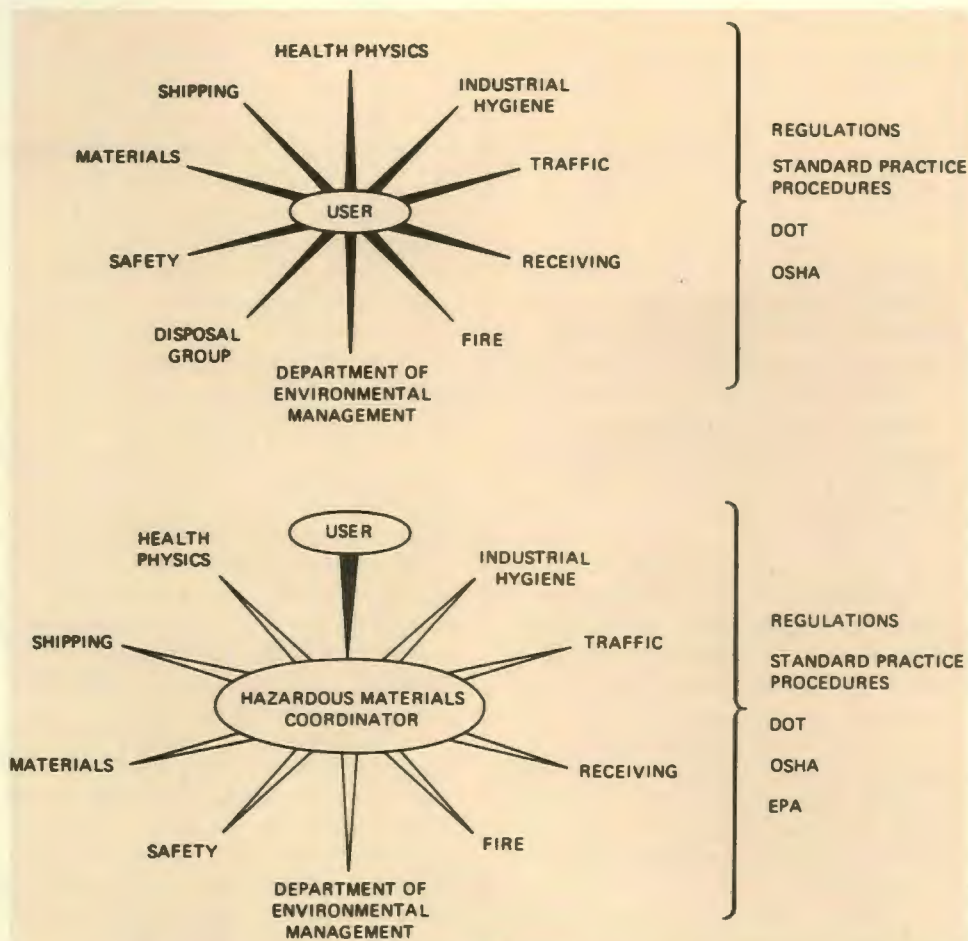 HEALTH PHYSICS
SHIPPING
INDUSTRIAL
HYGIENE
MATERIALS
TRAFFIC
USER
SAFETY
RECEIVING
DISPOSAL
GROUP
FIRE
DEPARTMENT OF
ENVIRONMENTAL
MANAGEMENT
REGULATIONS
STANDARD PRACTICE
PROCEDURES
DOT
OSHA
USER
HEALTH
PHYSICS
INDUSTRIAL
HYGIENE
SHIPPING
TRAFFIC
HAZARDOUS MATERIALS
COORDINATOR
MATERIALS
RECEIVING
SAFETY
FIRE
DEPARTMENT OF
ENVIRONMENTAL
MANAGEMENT
REGULATIONS
STANDARD PRACTICE
PROCEDURES
DOT
OSHA
EPA